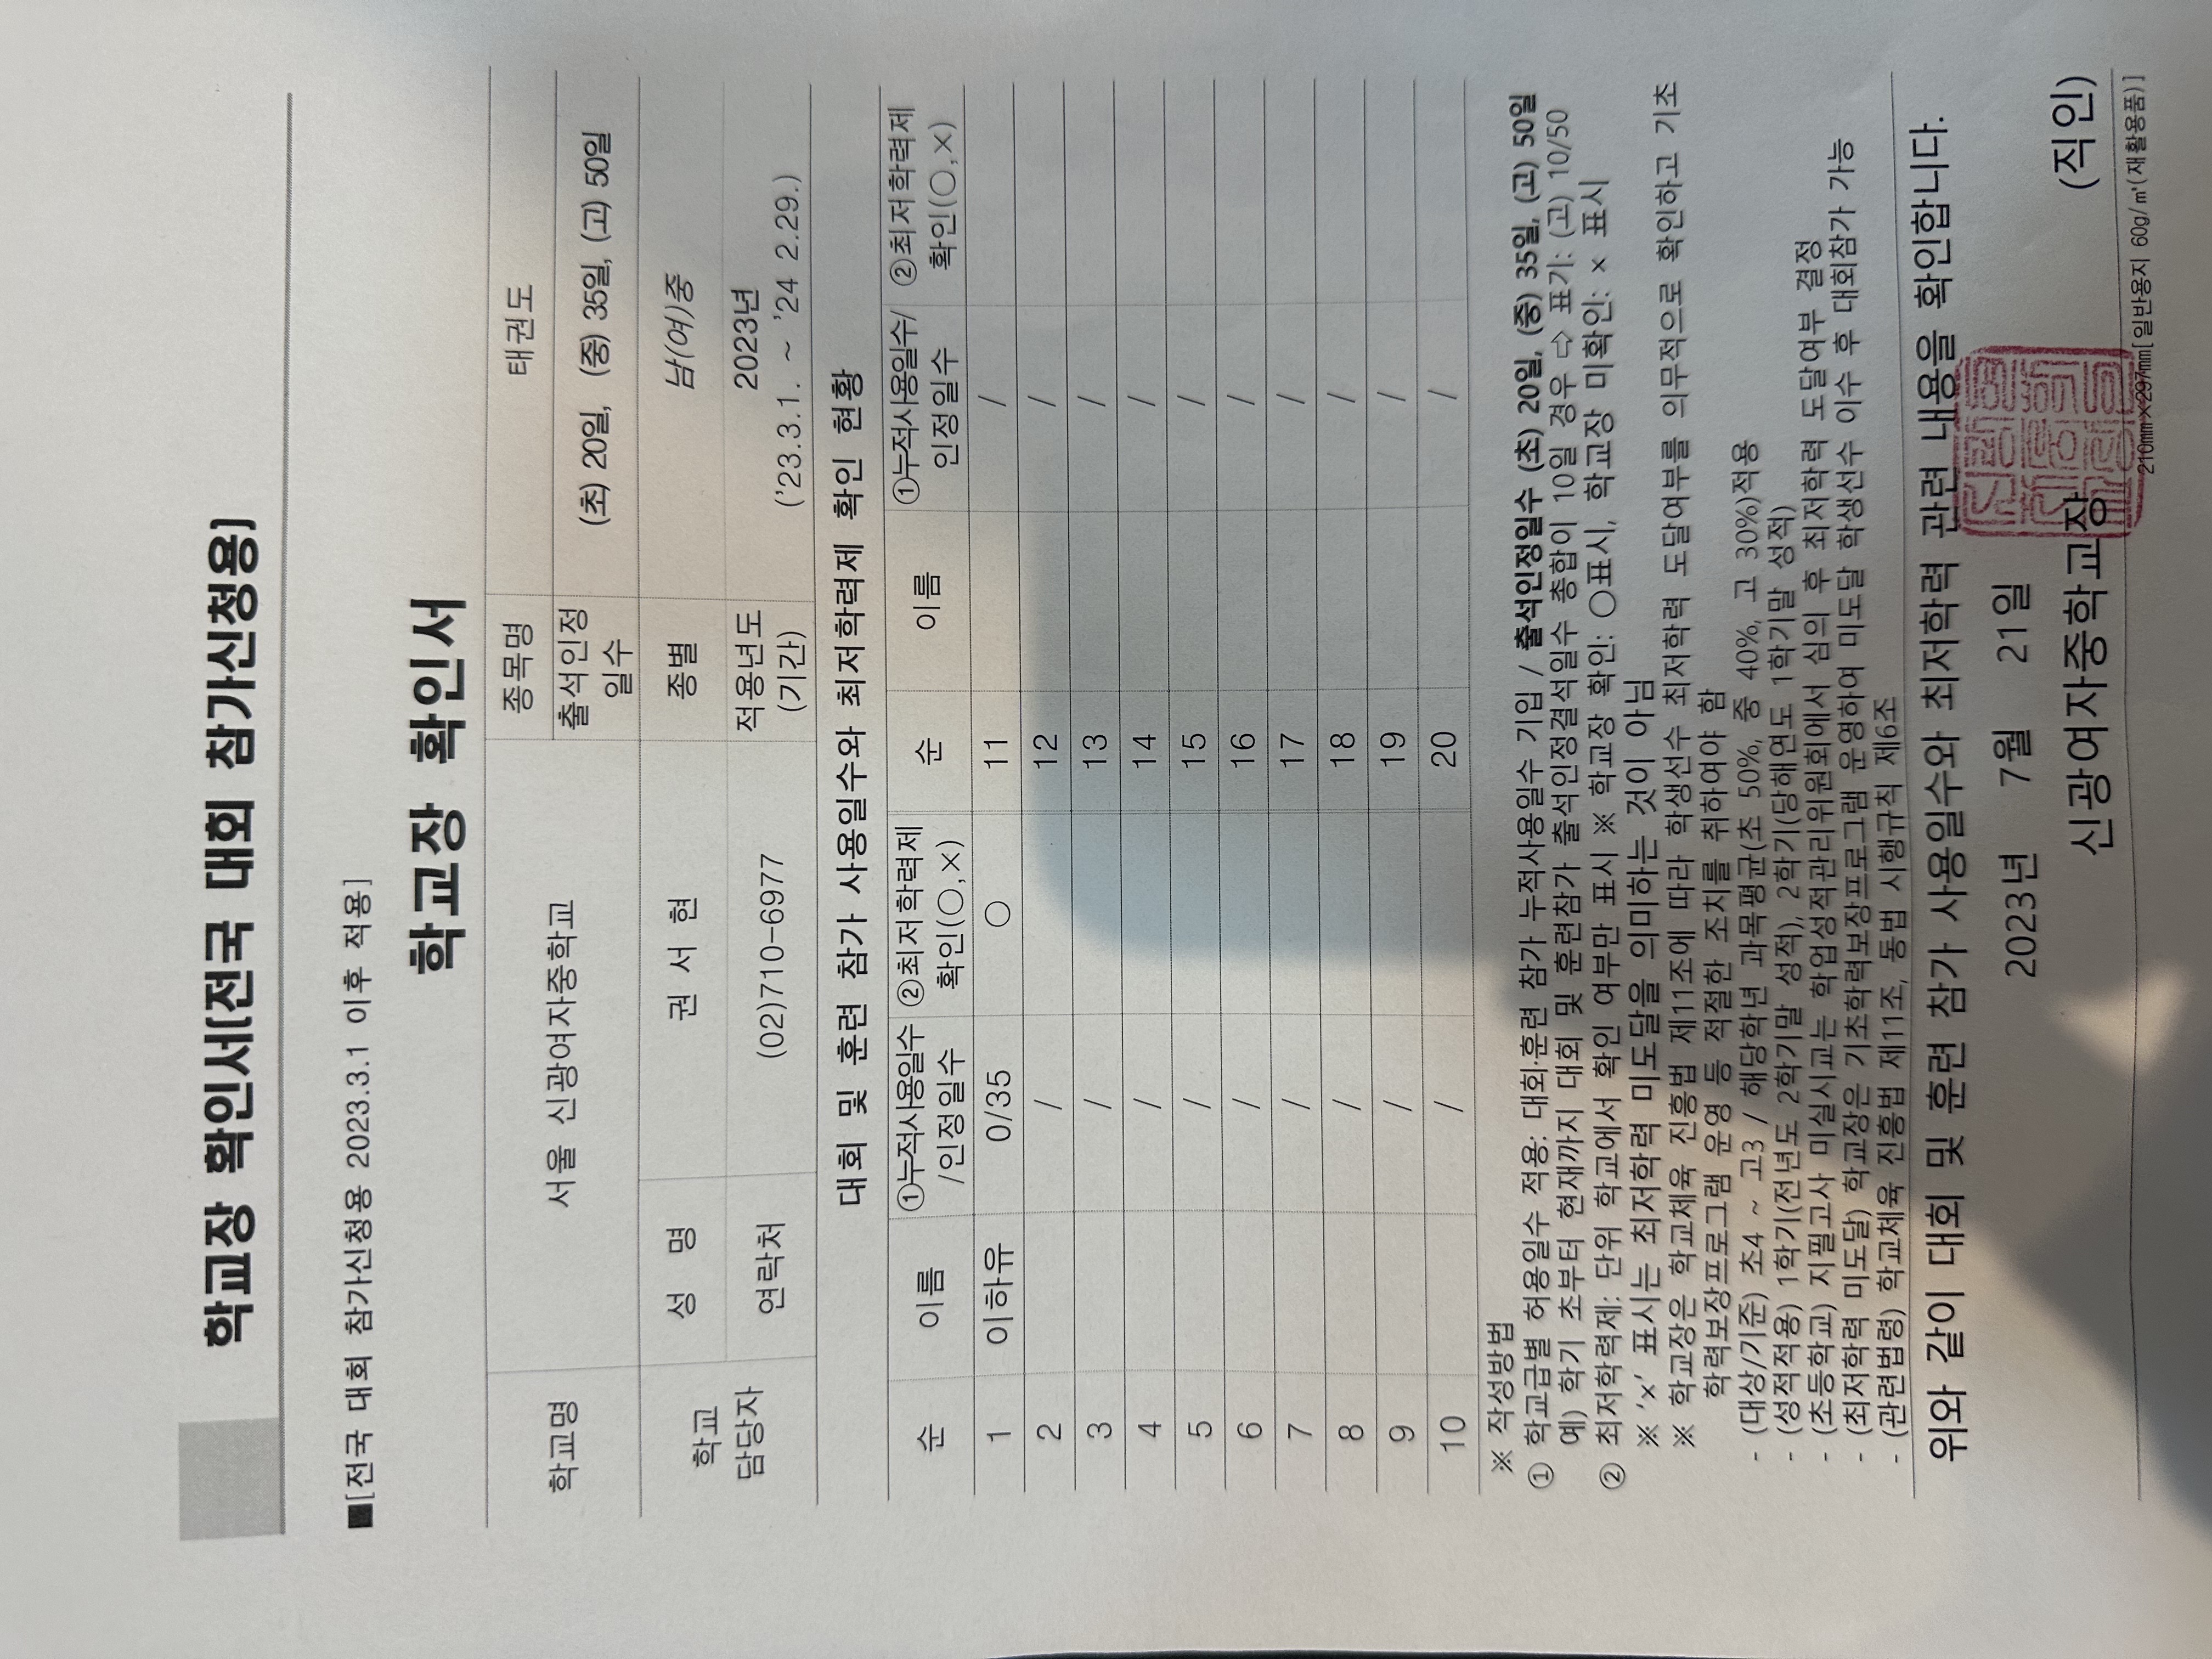 학교장 확인서[전국 대회 참가신청용]
■[전국 대회 참가신청용 2023.3.1 이후 적용]
학교장 확인서
학교명 서울 신광여자중학교 종목명 태권도
출석인정 일수 (초) 20일, (중) 35일, (고) 50일
학교 담당자 성 명 권 서 현 종별 남(여)중
연락처 (02)710-6977 적용년도 (기간) 2023년 ('23.3.1. ~ '24 2.29.)
대회 및 훈련 참가 사용일수와 최저학력제 확인 현황
순 이름 ①누적사용일수 /인정일수 ②최저학력제 확인(○,×) 순 이름 ①누적사용일수/ 인정일수 ②최저학력제 확인(○,×)
1 이하유 0/35 ○ 11 /
2 / 12 /
3 / 13 /
4 / 14 /
5 / 15 /
6 / 16 /
7 / 17 /
8 / 18 /
9 / 19 /
10 / 20 /
※ 작성방법
① 학교급별 허용일수 적용: 대회·훈련 참가 누적사용일수 기입 / 출석인정일수 (초) 20일, (중) 35일, (고) 50일
예) 학기 초부터 현재까지 대회 및 훈련참가 출석인정결석일수 총합이 10일 경우 ⇨ 표기: (고) 10/50
② 최저학력제: 단위 학교에서 확인 여부만 표시 ※ 학교장 확인: ○표시, 학교장 미확인: × 표시
※ 'x' 표시는 최저학력 미도달을 의미하는 것이 아님
※ 학교장은 학교체육 진흥법 제11조에 따라 학생선수 최저학력 도달여부를 의무적으로 확인하고 기초
학력보장프로그램 운영 등 적절한 조치를 취하여야 함
- (대상/기준) 초4 ~ 고3 / 해당학년 과목평균(초 50%, 중 40%, 고 30%)적용
- (성적적용) 1학기(전년도 2학기말 성적), 2학기(당해연도 1학기말 성적)
- (초등학교) 지필고사 미실시교는 학업성적관리위원회에서 심의 후 최저학력 도달여부 결정
- (최저학력 미도달) 학교장은 기초학력보장프로그램 운영하여 미도달 학생선수 이수 후 대회참가 가능
- (관련법령) 학교체육 진흥법 제11조, 동법 시행규칙 제6조
위와 같이 대회 및 훈련 참가 사용일수와 최저학력 관련 내용을 확인합니다.
2023년 7월 21일
신광여자중학교장 (직인)
210mm×297mm[일반용지 60g/㎡(재활용품)]